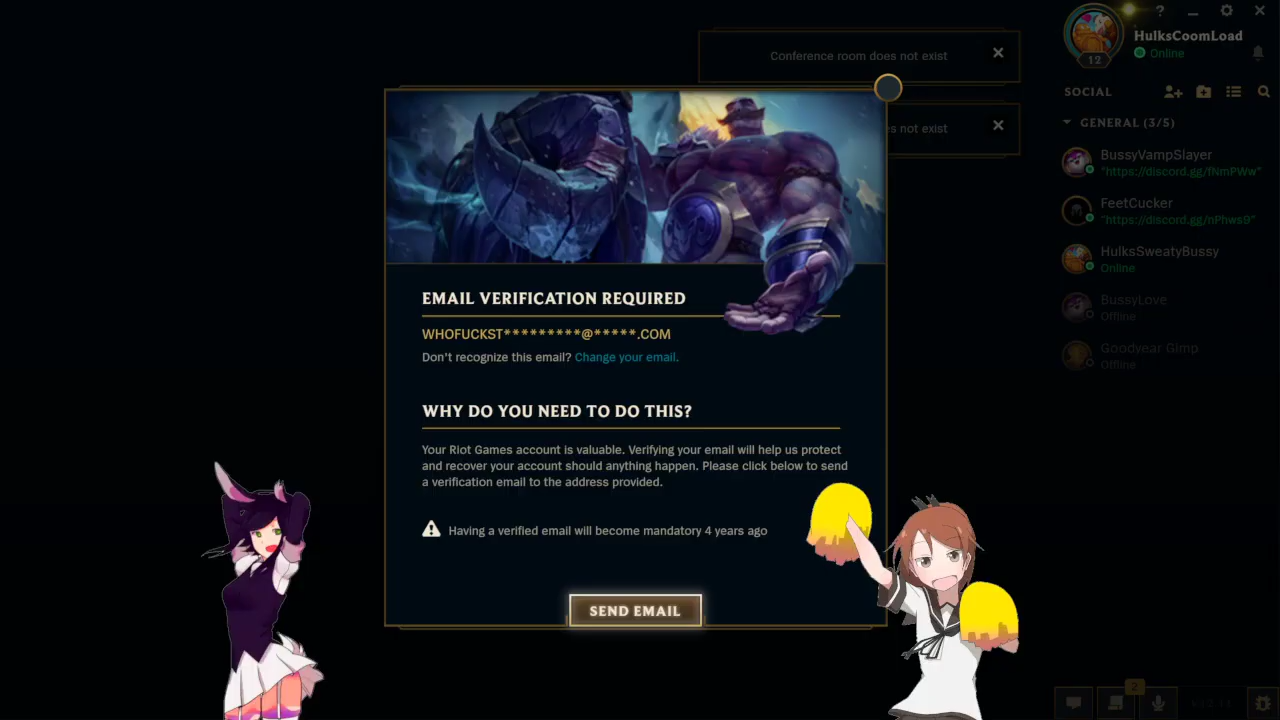 Conference room does not exist
es not exist
?
HulksCoomLoad
Online
12
SOCIAL
GENERAL (3/5)
BussyVampSlayer
"https://discord.gg/fNmPWw"
FeetCucker
"https://discord.gg/nPhws9"
HulksSweatyBussy
Online
BussyLove
Offline
Goodyear Gimp
Offline
EMAIL VERIFICATION REQUIRED
WHOFUCKST*********@*****.COM
Don't recognize this email? Change your email.
WHY DO YOU NEED TO DO THIS?
Your Riot Games account is valuable. Verifying your email will help us protect
and recover your account should anything happen. Please click below to send
a verification email to the address provided.
Having a verified email will become mandatory 4 years ago
SEND EMAIL
2